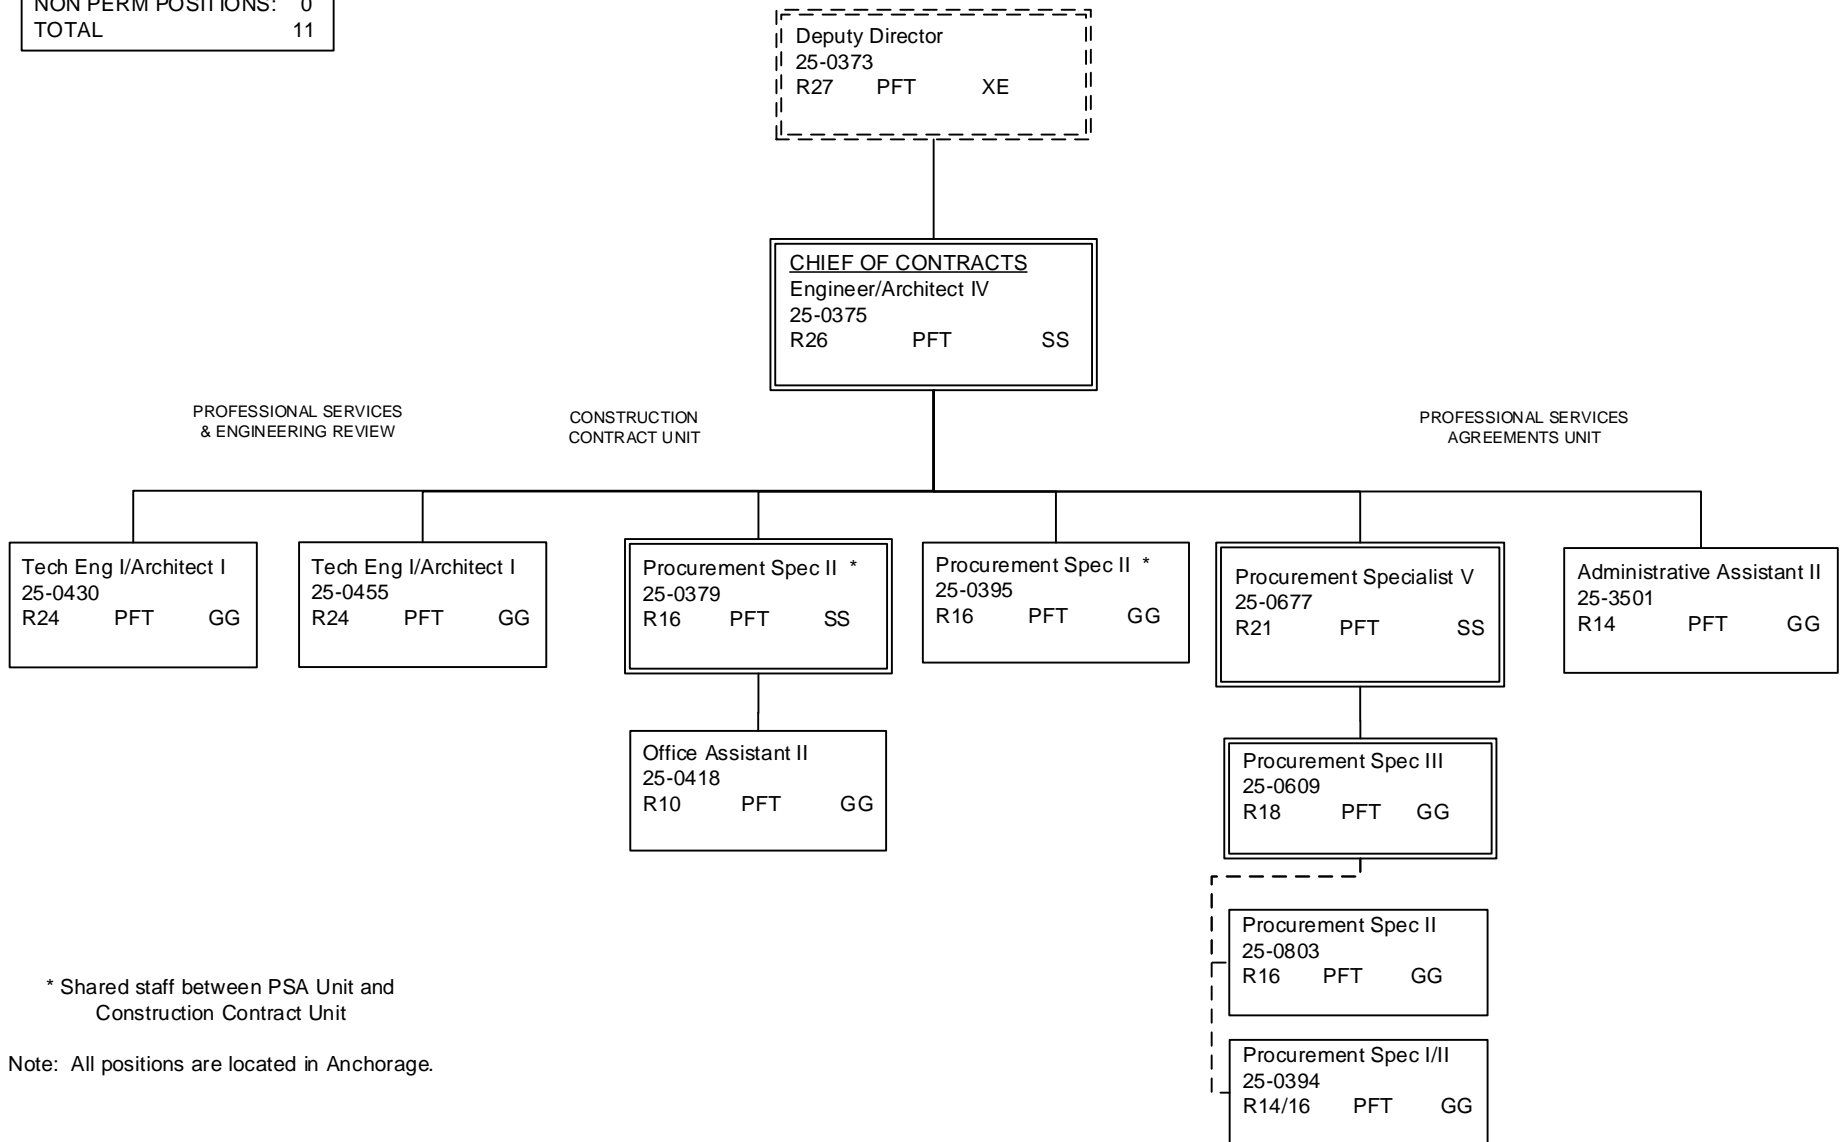 NON PERM POSITIONS: 0
TOTAL 11
Deputy Director
25-0373
R27 PFT XE
CHIEF OF CONTRACTS
Engineer/Architect IV
25-0375
R26 PFT SS
PROFESSIONAL SERVICES
& ENGINEERING REVIEW
CONSTRUCTION
CONTRACT UNIT
PROFESSIONAL SERVICES
AGREEMENTS UNIT
Tech Eng I/Architect I
25-0430
R24 PFT GG
Tech Eng I/Architect I
25-0455
R24 PFT GG
Procurement Spec II *
25-0379
R16 PFT SS
Procurement Spec II *
25-0395
R16 PFT GG
Procurement Specialist V
25-0677
R21 PFT SS
Administrative Assistant II
25-3501
R14 PFT GG
Office Assistant II
25-0418
R10 PFT GG
Procurement Spec III
25-0609
R18 PFT GG
Procurement Spec II
25-0803
R16 PFT GG
Procurement Spec I/II
25-0394
R14/16 PFT GG
* Shared staff between PSA Unit and
Construction Contract Unit
Note: All positions are located in Anchorage.